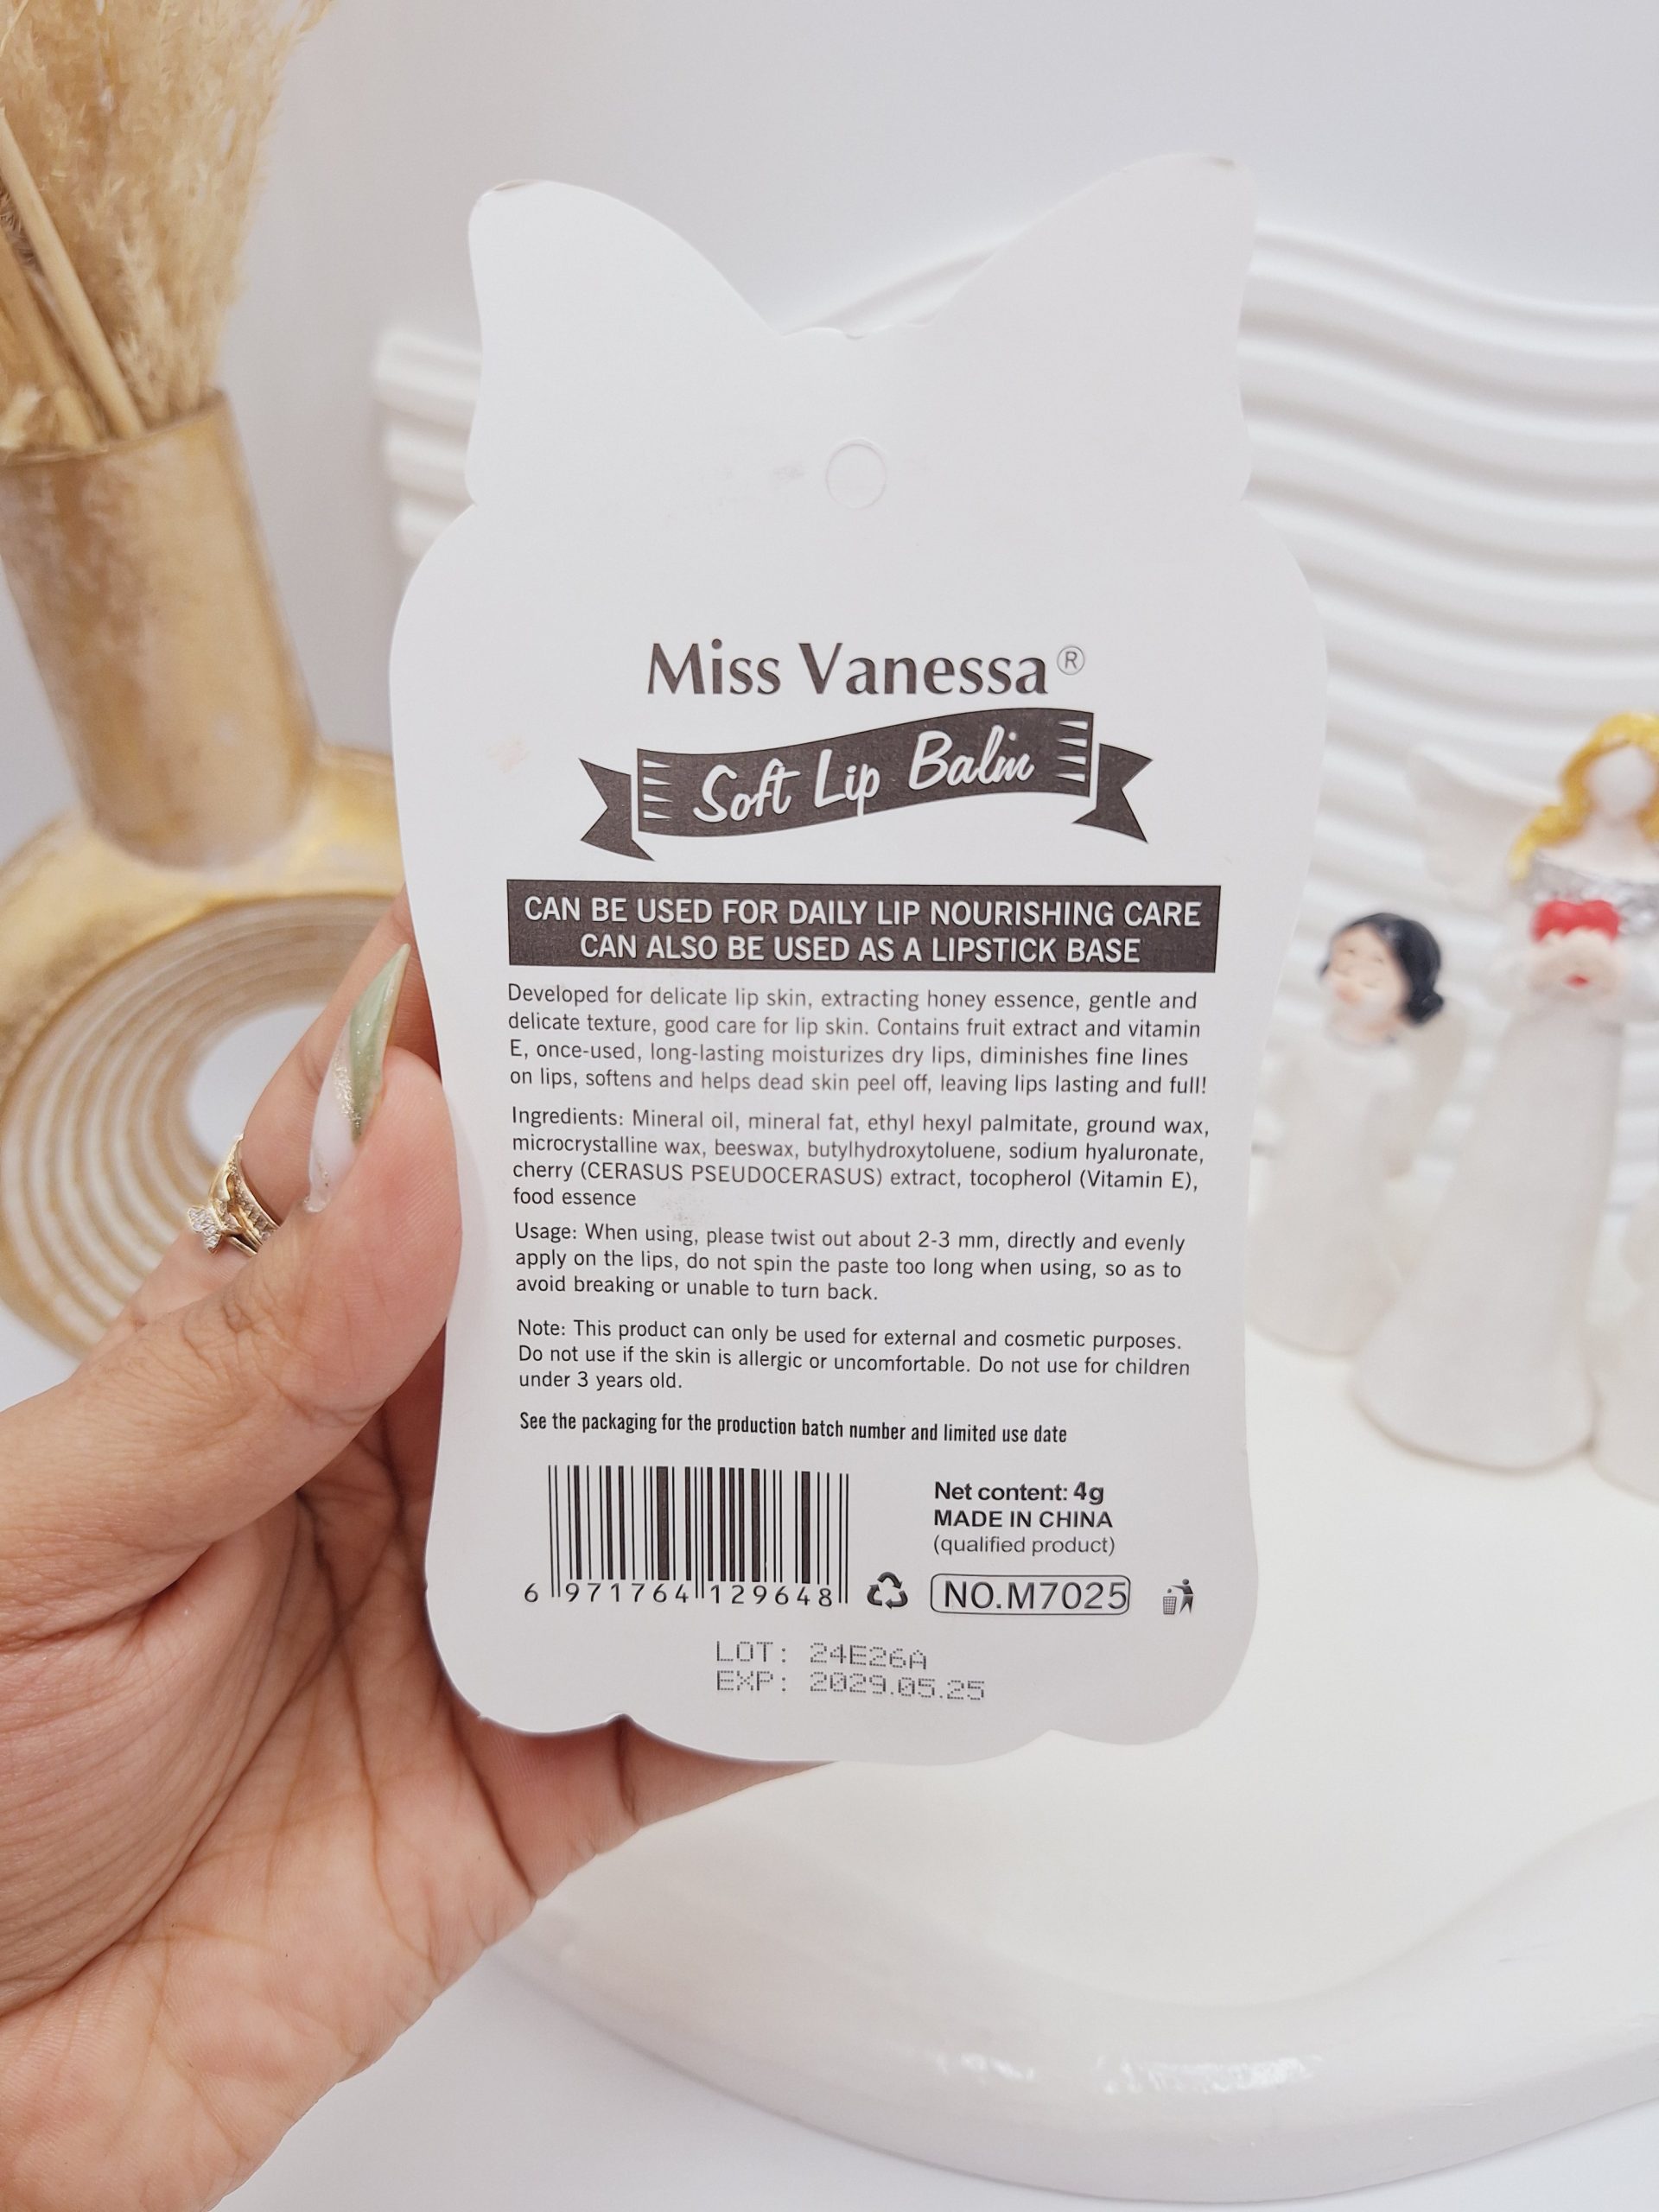 Miss Vanessa®
Soft Lip Balm
CAN BE USED FOR DAILY LIP NOURISHING CARE
CAN ALSO BE USED AS A LIPSTICK BASE
Developed for delicate lip skin, extracting honey essence, gentle and
delicate texture, good care for lip skin. Contains fruit extract and vitamin
E, once-used, long-lasting moisturizes dry lips, diminishes fine lines
on lips, softens and helps dead skin peel off, leaving lips lasting and full!
Ingredients: Mineral oil, mineral fat, ethyl hexyl palmitate, ground wax,
microcrystalline wax, beeswax, butylhydroxytoluene, sodium hyaluronate,
cherry (CERASUS PSEUDOCERASUS) extract, tocopherol (Vitamin E),
food essence
Usage: When using, please twist out about 2-3 mm, directly and evenly
apply on the lips, do not spin the paste too long when using, so as to
avoid breaking or unable to turn back.
Note: This product can only be used for external and cosmetic purposes.
Do not use if the skin is allergic or uncomfortable. Do not use for children
under 3 years old.
See the packaging for the production batch number and limited use date
Net content: 4g
MADE IN CHINA
(qualified product)
6 971764 129648
NO.M7025
LOT: 24E26A
EXP: 2029.05.25